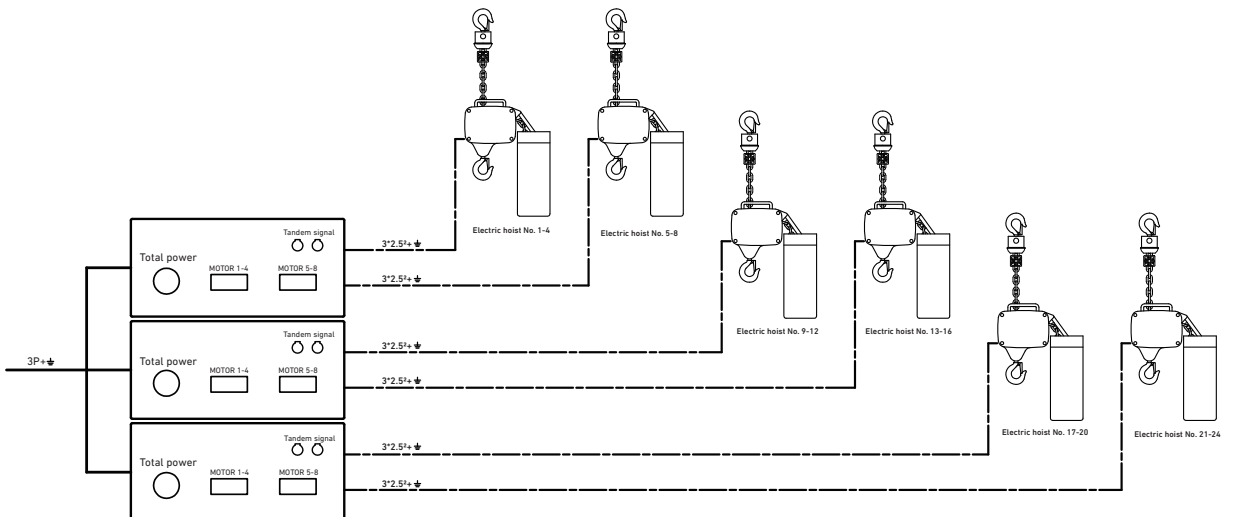 Electric hoist No. 1-4
Electric hoist No. 5-8
Tandem signal
Total power
MOTOR 1-4
MOTOR 5-8
3*2.5²+⏚
3*2.5²+⏚
Electric hoist No. 9-12
Electric hoist No. 13-16
3P+⏚
Tandem signal
Total power
MOTOR 1-4
MOTOR 5-8
3*2.5²+⏚
3*2.5²+⏚
Electric hoist No. 17-20
Electric hoist No. 21-24
Tandem signal
Total power
MOTOR 1-4
MOTOR 5-8
3*2.5²+⏚
3*2.5²+⏚